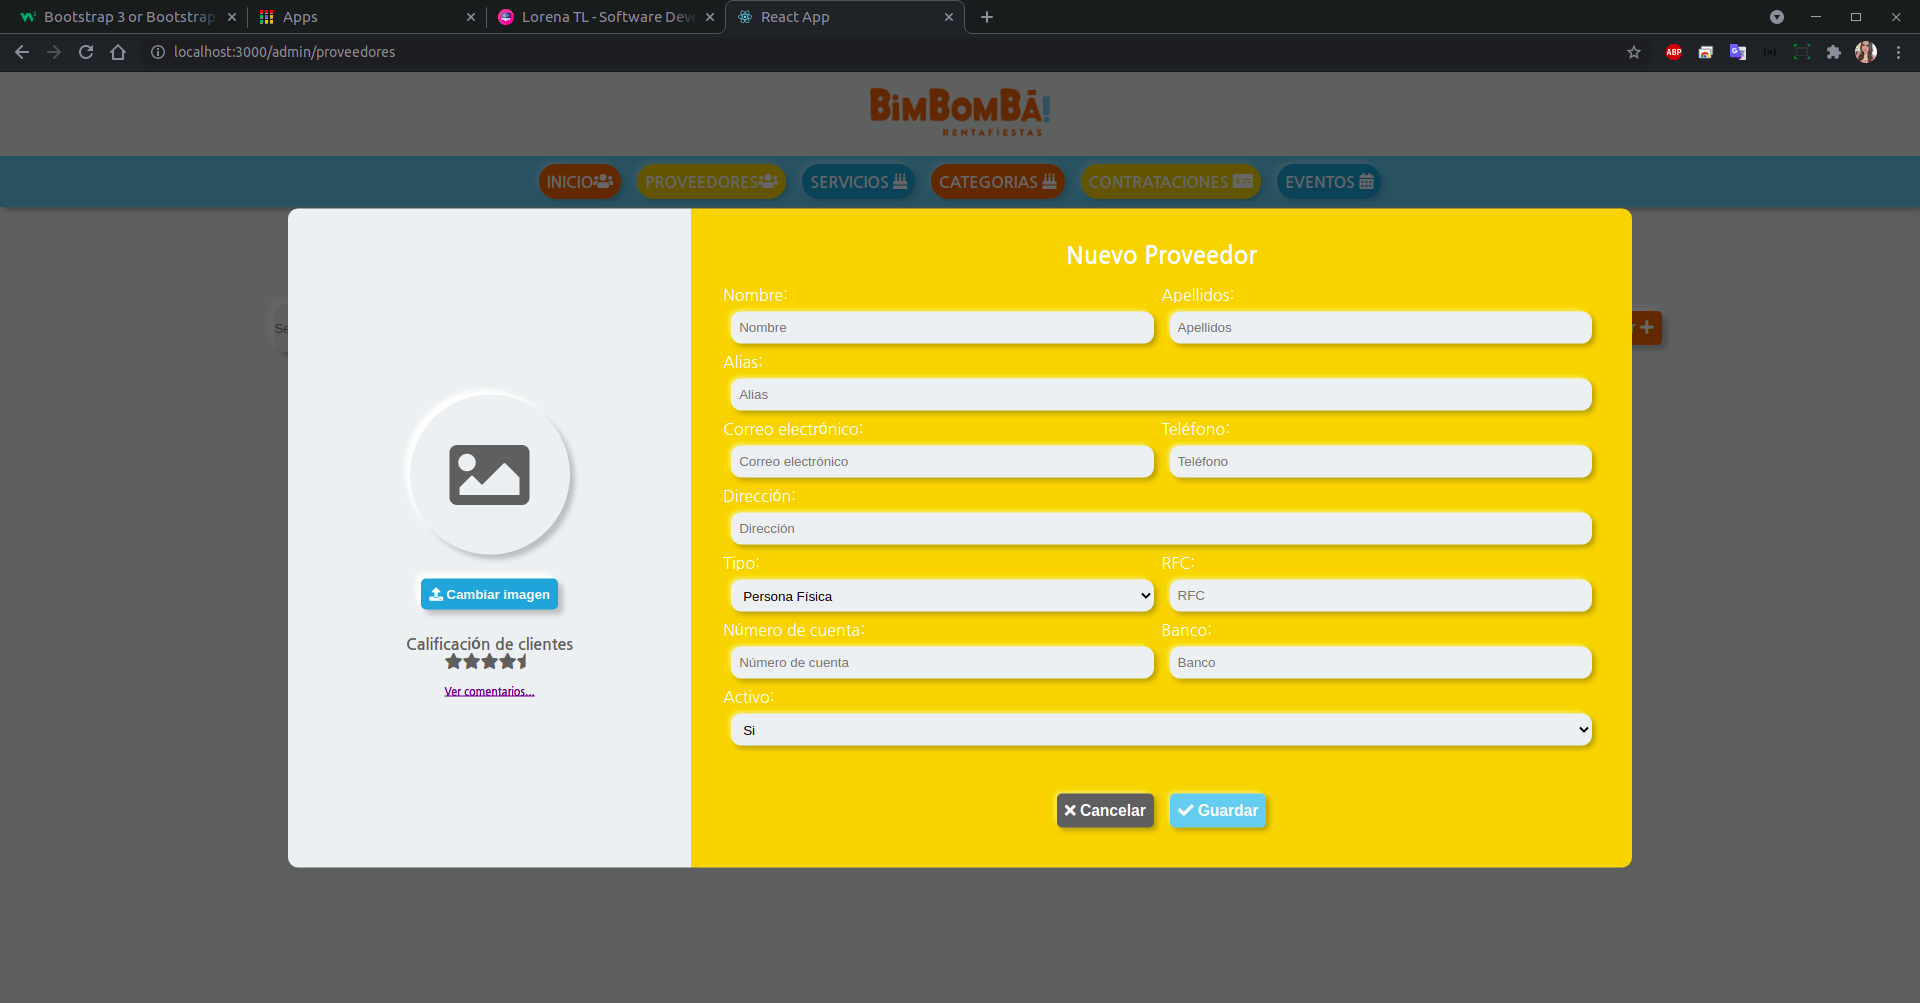 Bootstrap 3 or Bootstrap
Apps
Lorena TL - Software Deve
React App
localhost:3000/admin/proveedores
ABP
BimBomBá!
RENTAFIESTAS
INICIO
PROVEEDORES
SERVICIOS
CATEGORIAS
CONTRATACIONES
EVENTOS
Se
r
Cambiar imagen
Calificación de clientes
Ver comentarios...
Nuevo Proveedor
Nombre: Apellidos:
Nombre Apellidos
Alias:
Alias
Correo electrónico: Teléfono:
Correo electrónico Teléfono
Dirección:
Dirección
Tipo: RFC:
Persona Física RFC
Número de cuenta: Banco:
Número de cuenta Banco
Activo:
Si
Cancelar Guardar